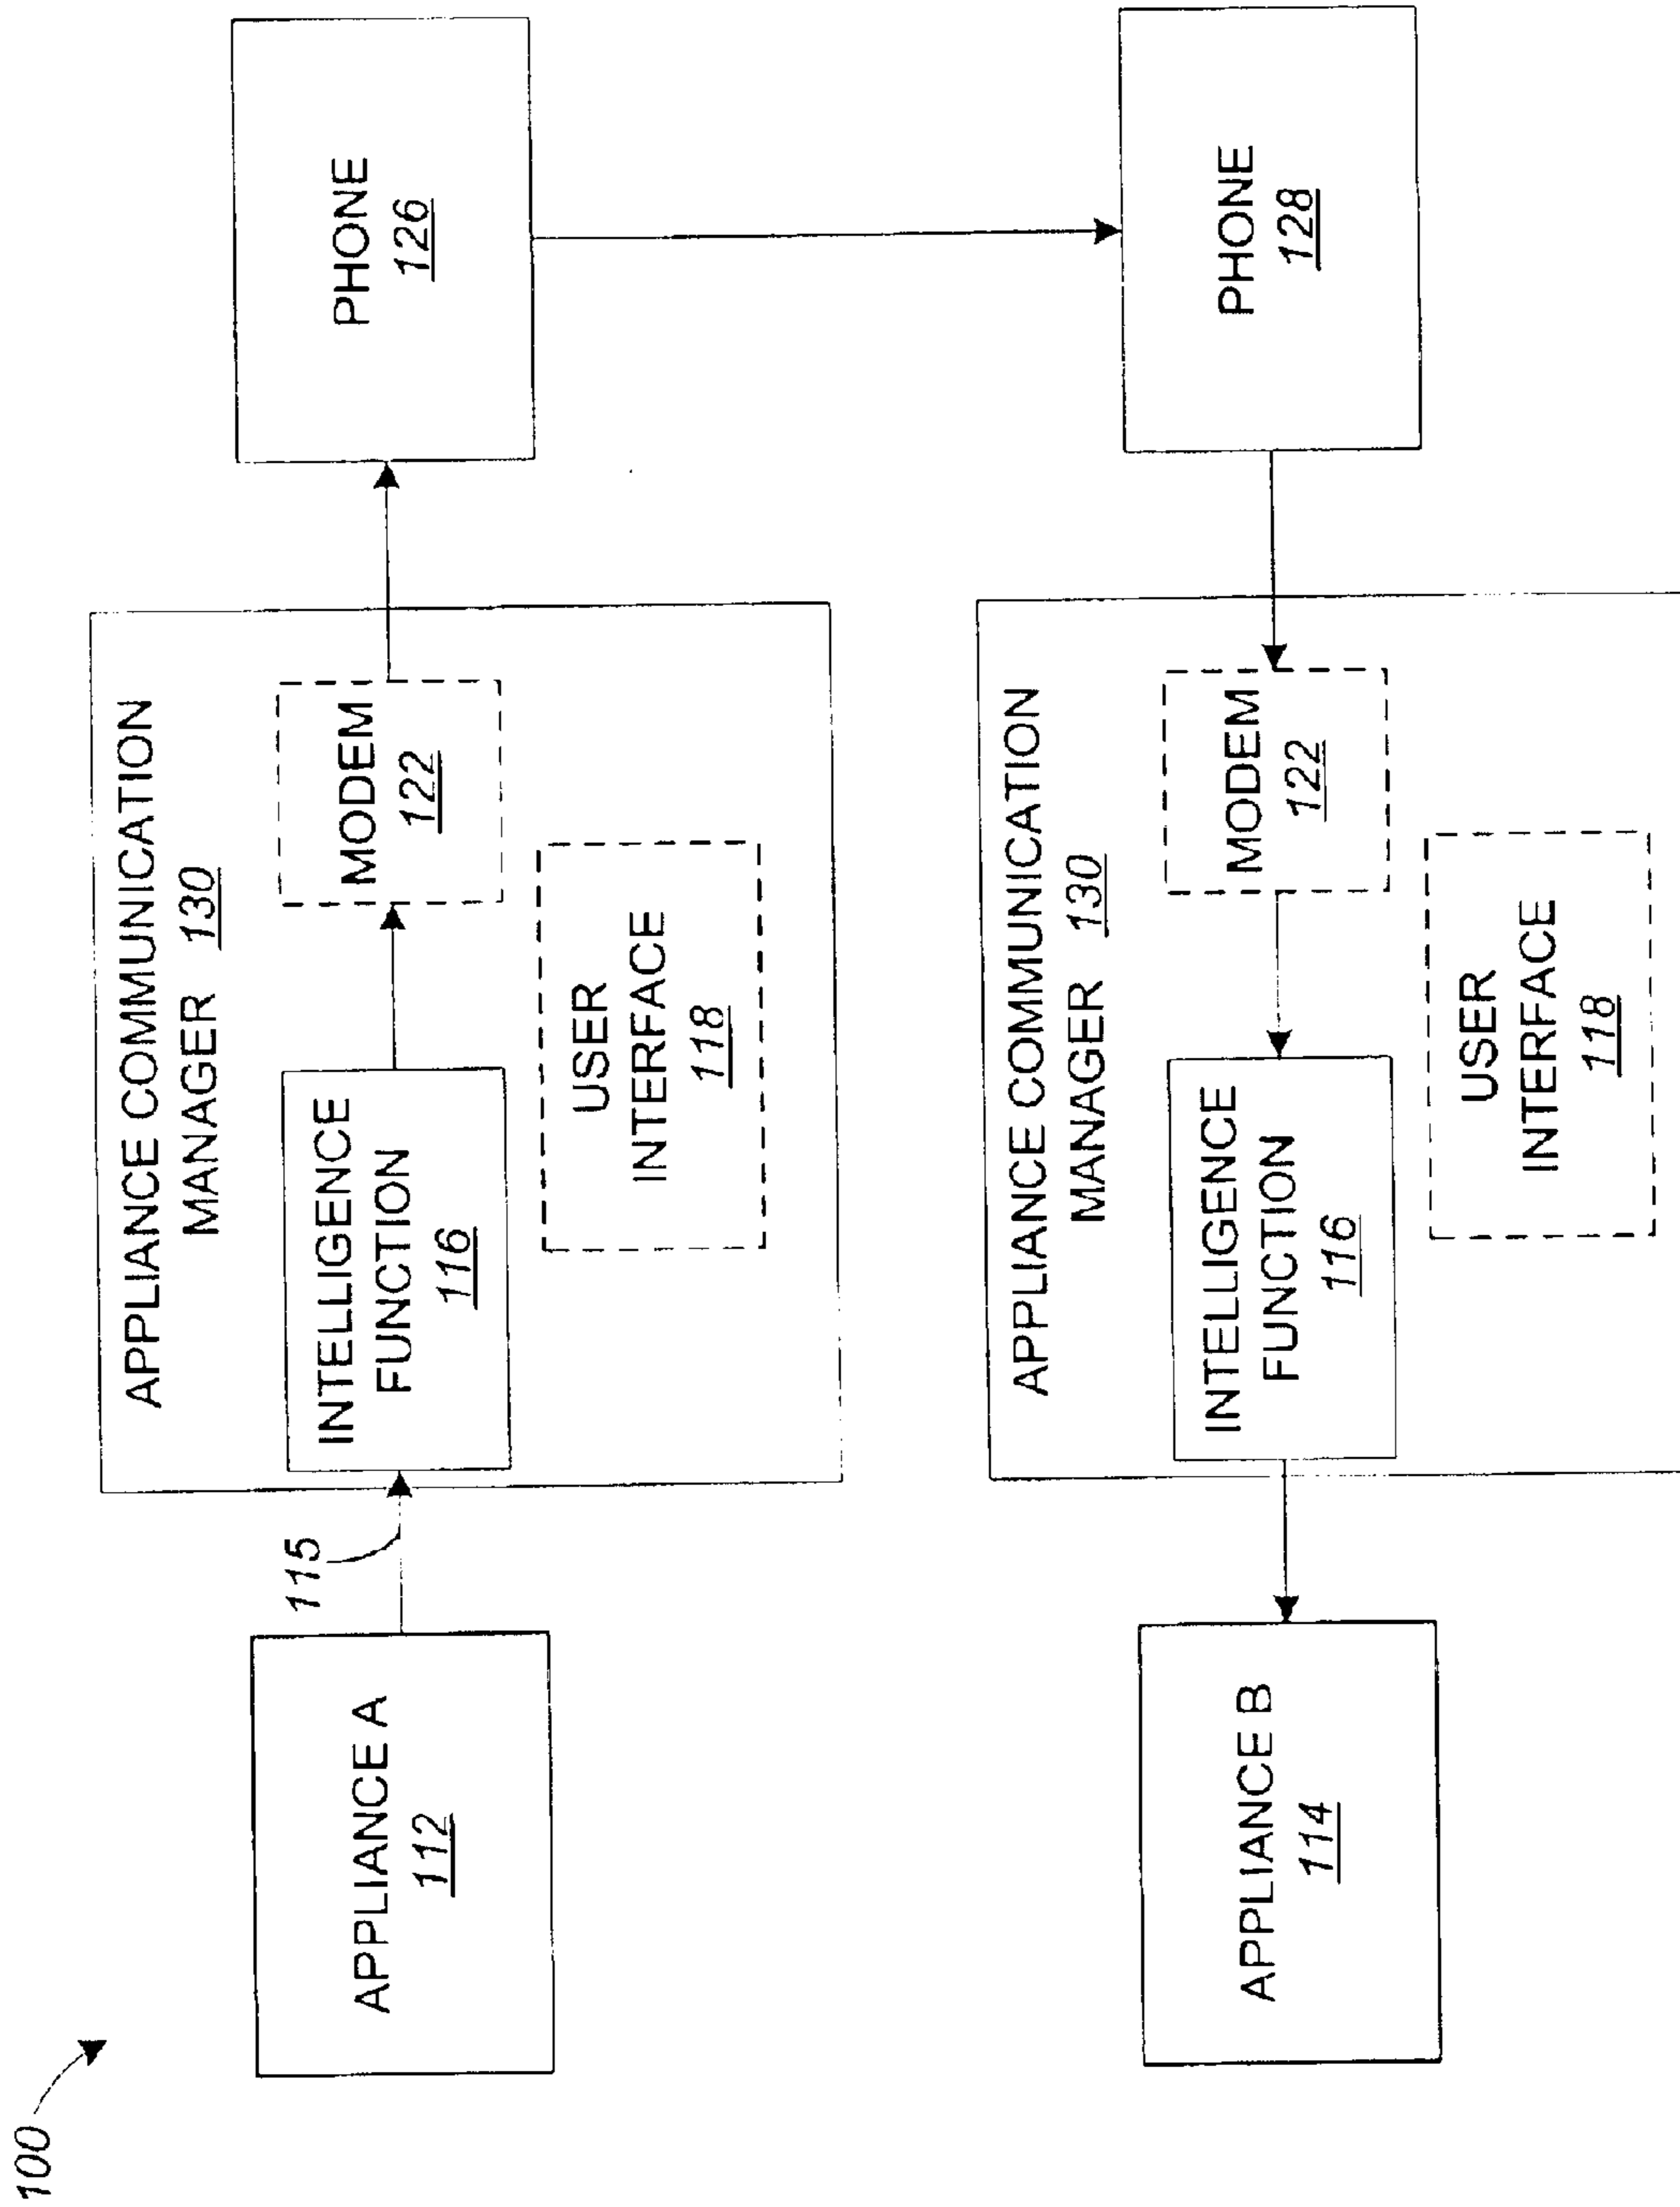 100
APPLIANCE A
112
115
APPLIANCE COMMUNICATION
MANAGER 130
INTELLIGENCE
FUNCTION
116
MODEM
122
USER
INTERFACE
118
PHONE
126
APPLIANCE B
114
APPLIANCE COMMUNICATION
MANAGER 130
INTELLIGENCE
FUNCTION
116
MODEM
122
USER
INTERFACE
118
PHONE
128